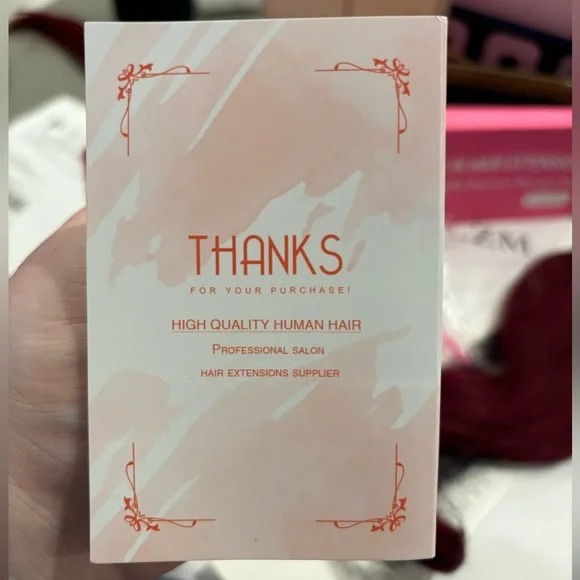 THANKS
FOR YOUR PURCHASE!
HIGH QUALITY HUMAN HAIR
PROFESSIONAL SALON
HAIR EXTENSIONS SUPPLIER